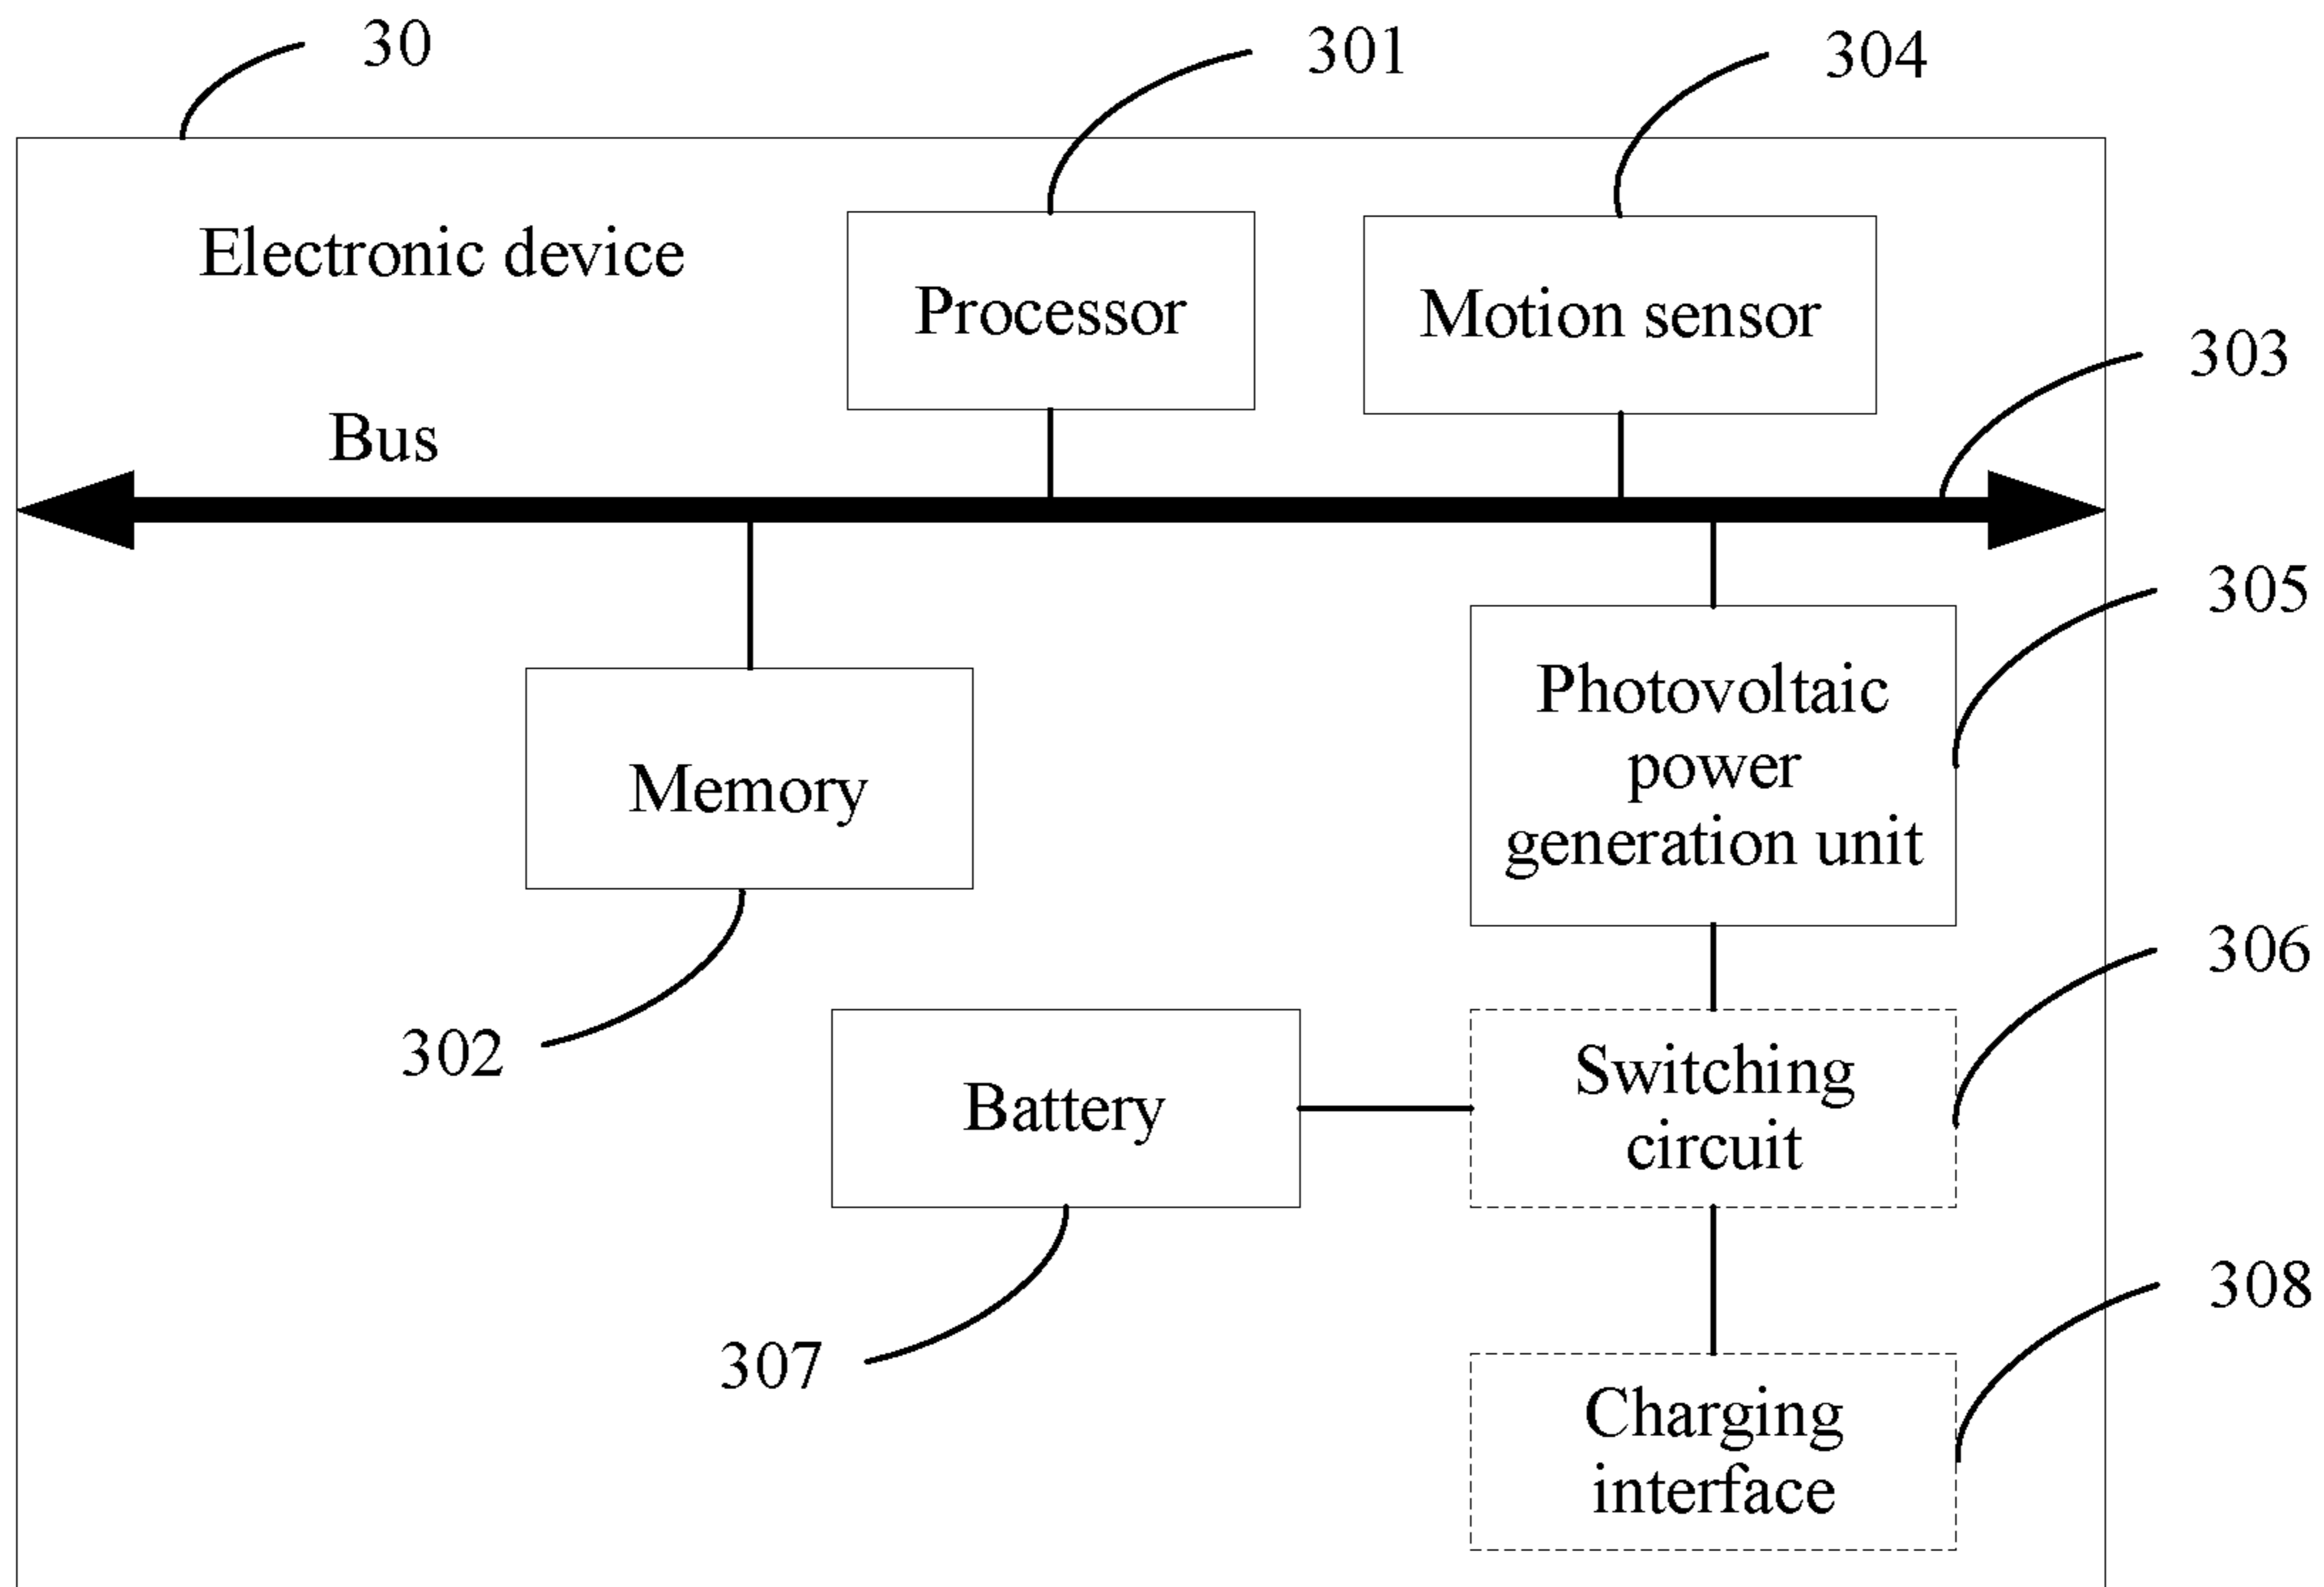 30
301
304
Electronic device
Processor
Motion sensor
303
Bus
305
Photovoltaic
power
generation unit
Memory
306
302
Switching
circuit
Battery
308
307
Charging
interface